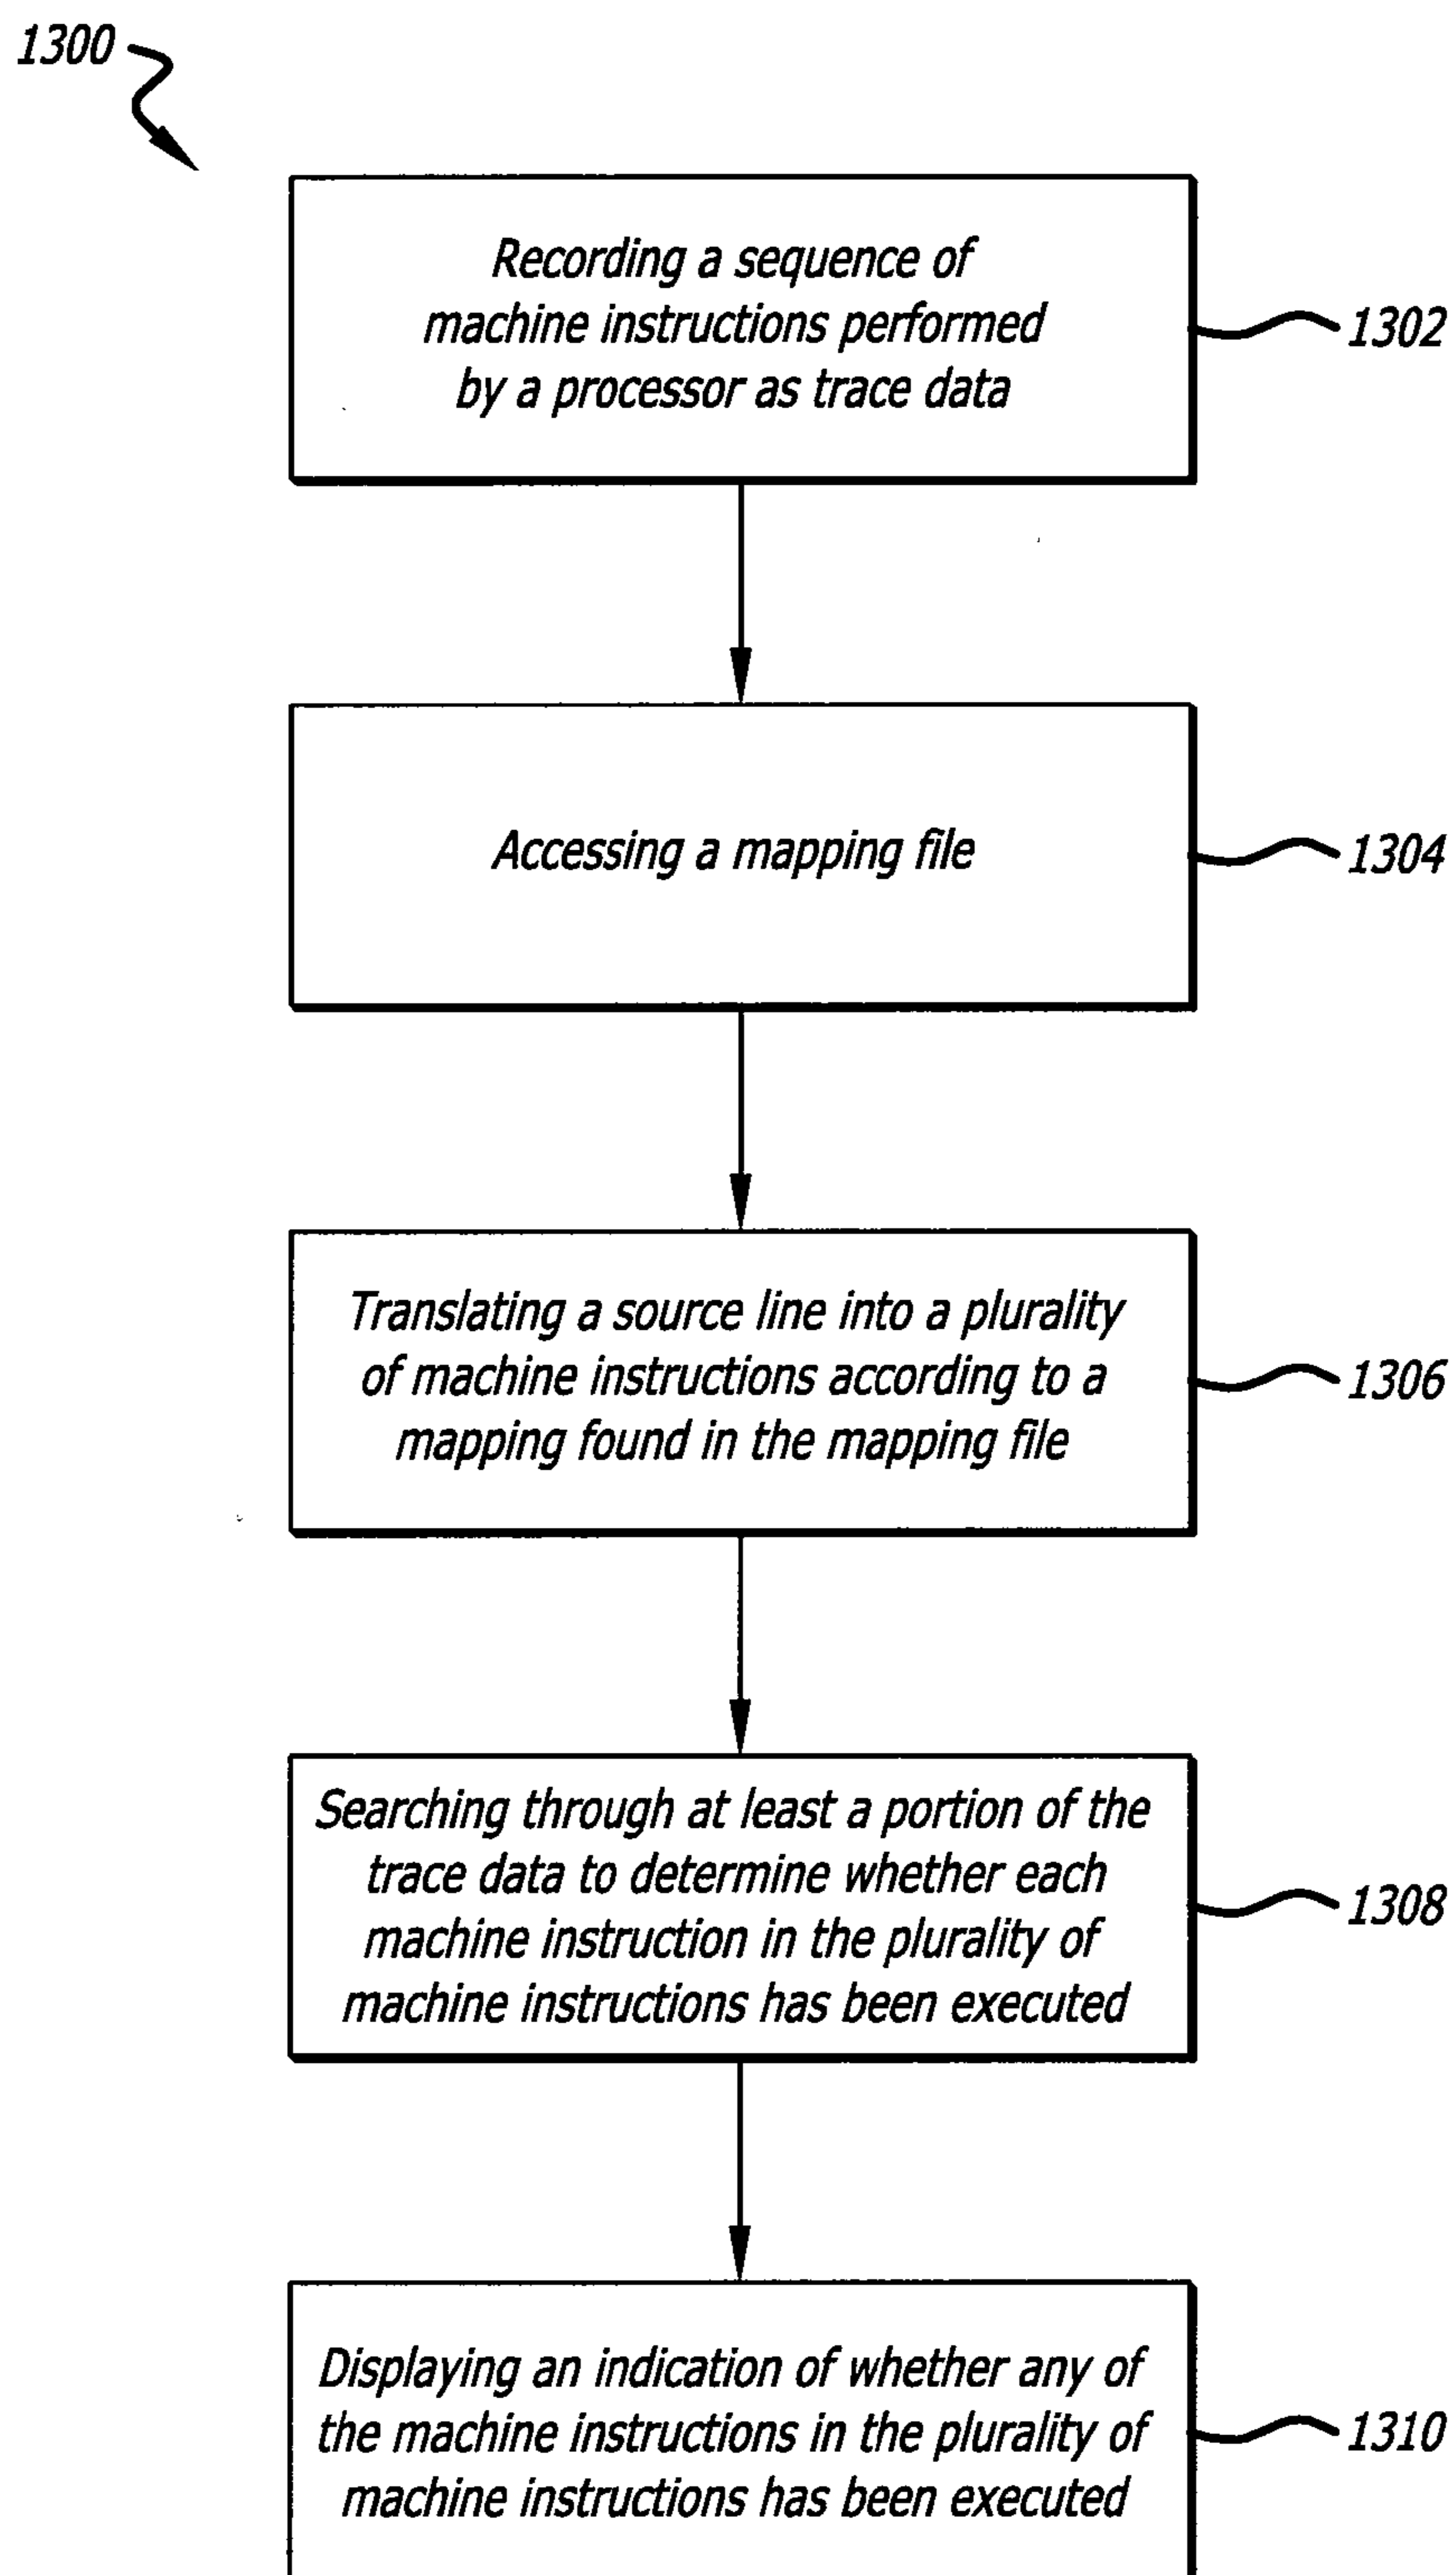 1300
Recording a sequence of
machine instructions performed
by a processor as trace data
1302
Accessing a mapping file
1304
Translating a source line into a plurality
of machine instructions according to a
mapping found in the mapping file
1306
Searching through at least a portion of the
trace data to determine whether each
machine instruction in the plurality of
machine instructions has been executed
1308
Displaying an indication of whether any of
the machine instructions in the plurality of
machine instructions has been executed
1310